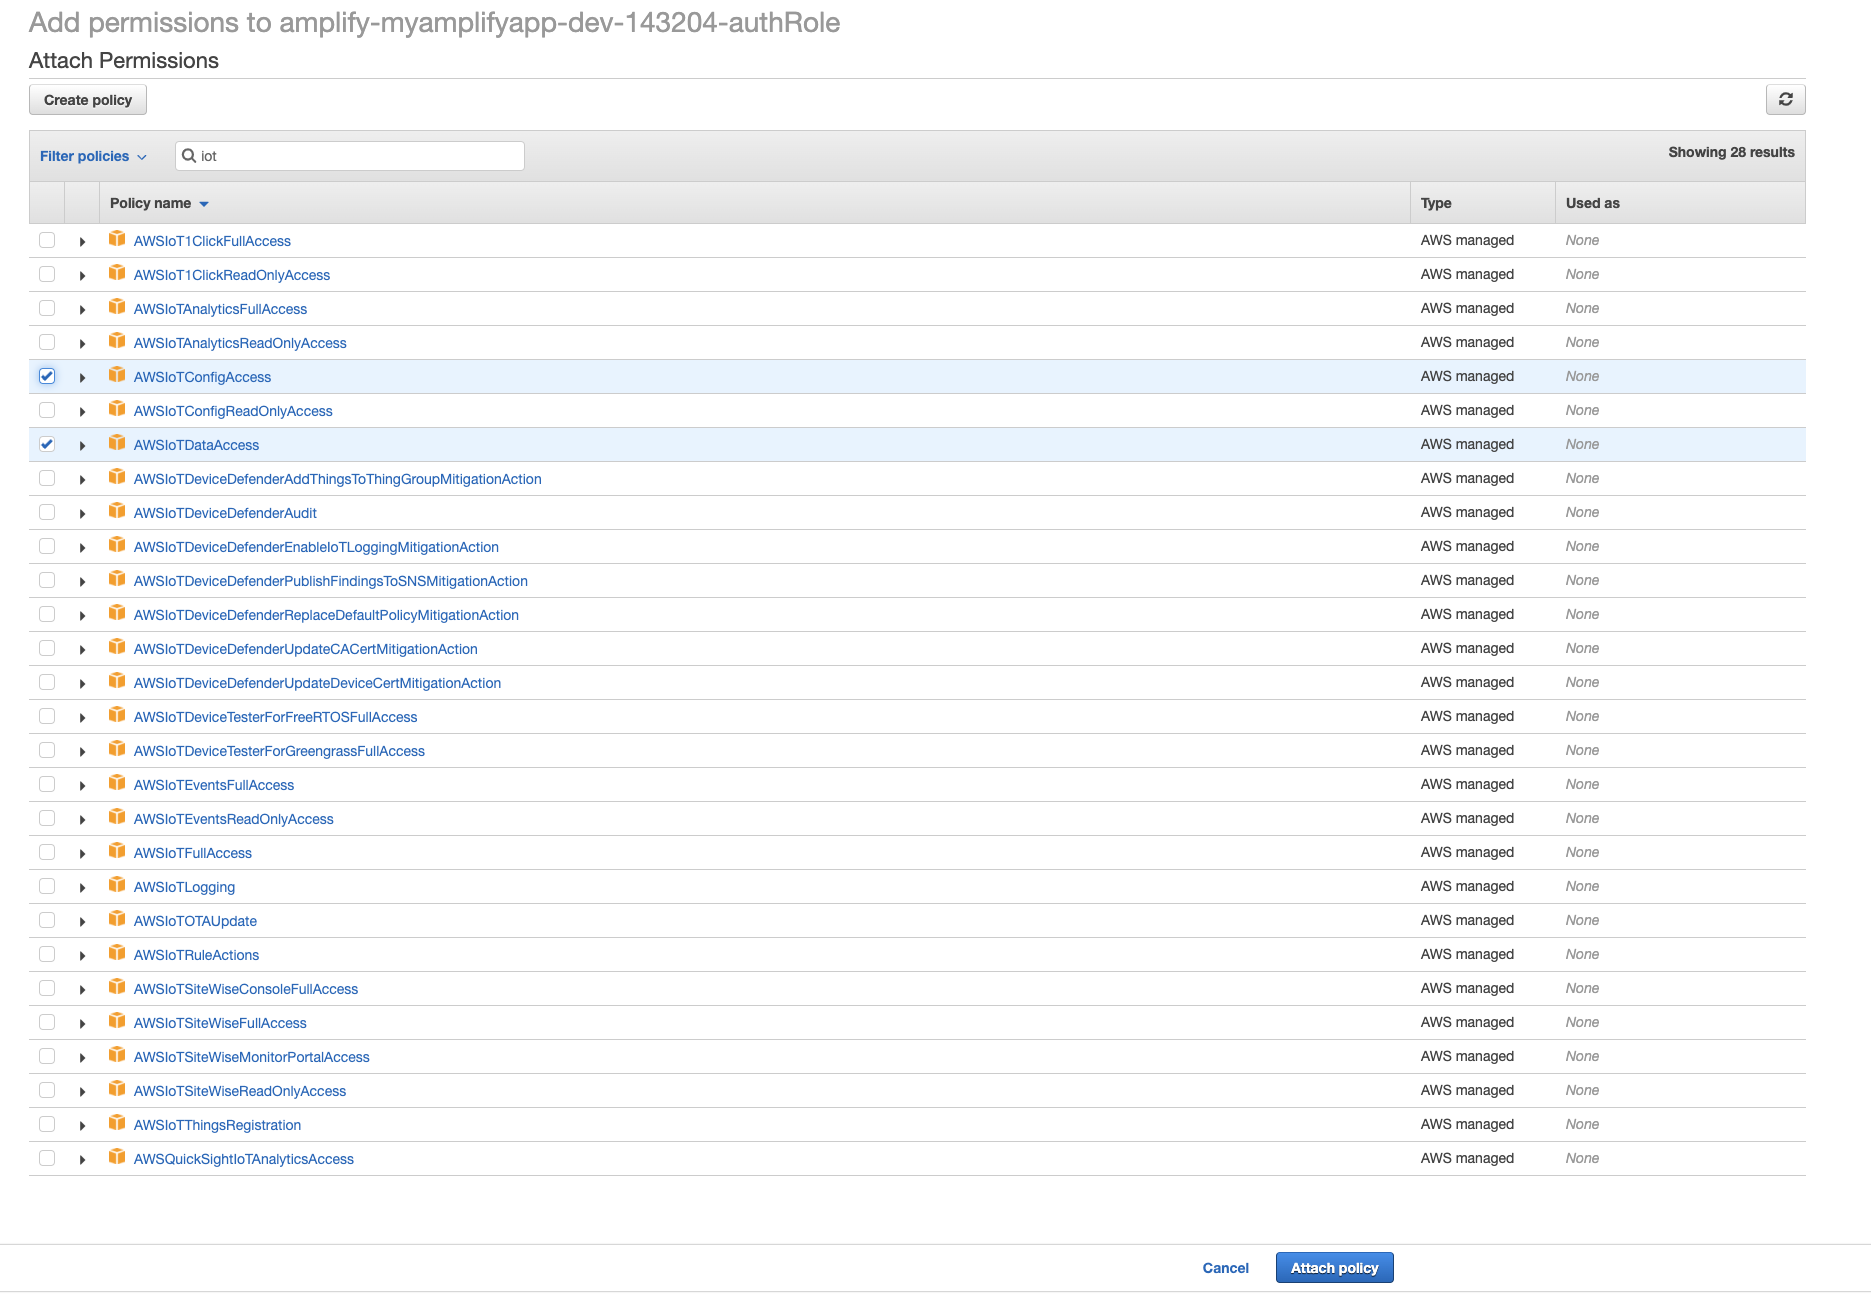 Add permissions to amplify-myamplifyapp-dev-143204-authRole
Attach Permissions
Create policy
Filter policies iot Showing 28 results
Policy name Type Used as
AWSIoT1ClickFullAccess AWS managed None
AWSIoT1ClickReadOnlyAccess AWS managed None
AWSIoTAnalyticsFullAccess AWS managed None
AWSIoTAnalyticsReadOnlyAccess AWS managed None
AWSIoTConfigAccess AWS managed None
AWSIoTConfigReadOnlyAccess AWS managed None
AWSIoTDataAccess AWS managed None
AWSIoTDeviceDefenderAddThingsToThingGroupMitigationAction AWS managed None
AWSIoTDeviceDefenderAudit AWS managed None
AWSIoTDeviceDefenderEnableIoTLoggingMitigationAction AWS managed None
AWSIoTDeviceDefenderPublishFindingsToSNSMitigationAction AWS managed None
AWSIoTDeviceDefenderReplaceDefaultPolicyMitigationAction AWS managed None
AWSIoTDeviceDefenderUpdateCACertMitigationAction AWS managed None
AWSIoTDeviceDefenderUpdateDeviceCertMitigationAction AWS managed None
AWSIoTDeviceTesterForFreeRTOSFullAccess AWS managed None
AWSIoTDeviceTesterForGreengrassFullAccess AWS managed None
AWSIoTEventsFullAccess AWS managed None
AWSIoTEventsReadOnlyAccess AWS managed None
AWSIoTFullAccess AWS managed None
AWSIoTLogging AWS managed None
AWSIoTOTAUpdate AWS managed None
AWSIoTRuleActions AWS managed None
AWSIoTSiteWiseConsoleFullAccess AWS managed None
AWSIoTSiteWiseFullAccess AWS managed None
AWSIoTSiteWiseMonitorPortalAccess AWS managed None
AWSIoTSiteWiseReadOnlyAccess AWS managed None
AWSIoTThingsRegistration AWS managed None
AWSQuickSightIoTAnalyticsAccess AWS managed None
Cancel Attach policy